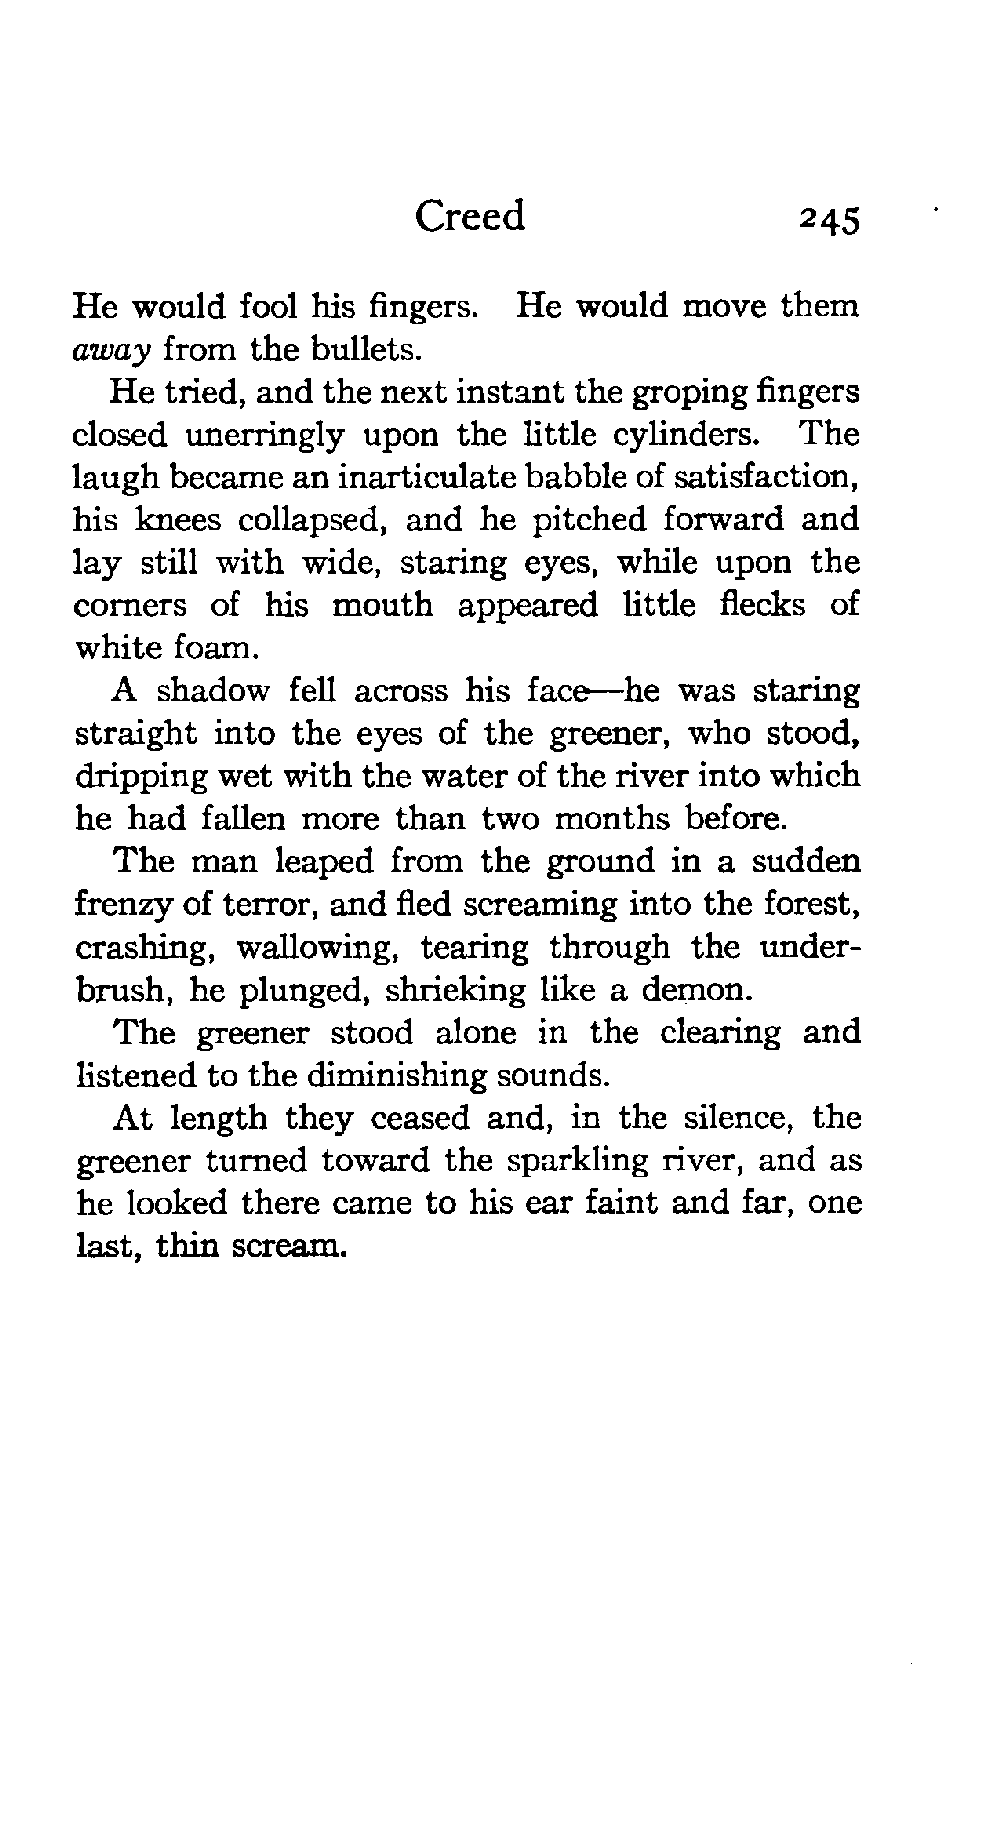 Creed 245
He would fool his fingers. He would move them
away from the bullets.
He tried, and the next instant the groping fingers
closed unerringly upon the little cylinders. The
laugh became an inarticulate babble of satisfaction,
his knees collapsed, and he pitched forward and
lay still with wide, staring eyes, while upon the
corners of his mouth appeared little flecks of
white foam.
A shadow fell across his face—he was staring
straight into the eyes of the greener, who stood,
dripping wet with the water of the river into which
he had fallen more than two months before.
The man leaped from the ground in a sudden
frenzy of terror, and fled screaming into the forest,
crashing, wallowing, tearing through the under-
brush, he plunged, shrieking like a demon.
The greener stood alone in the clearing and
listened to the diminishing sounds.
At length they ceased and, in the silence, the
greener turned toward the sparkling river, and as
he looked there came to his ear faint and far, one
last, thin scream.